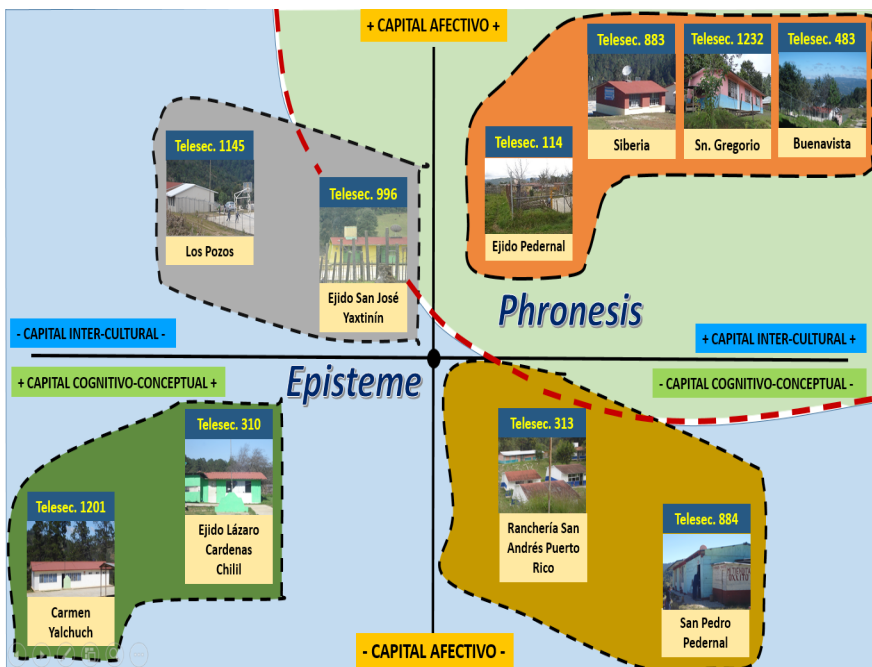 + CAPITAL AFECTIVO +
Telesec. 883
Telesec. 1232
Telesec. 483
Siberia
Sn. Gregorio
Buenavista
Telesec. 1145
Telesec. 114
Los Pozos
Ejido Pedernal
Telesec. 996
Ejido San José
Yaxtinín
Phronesis
- CAPITAL INTER-CULTURAL -
+ CAPITAL INTER-CULTURAL +
Episteme
+ CAPITAL COGNITIVO-CONCEPTUAL +
- CAPITAL COGNITIVO-CONCEPTUAL -
Telesec. 310
Ejido Lázaro
Cardenas
Chilil
Telesec. 313
Ranchería San
Andrés Puerto
Rico
Telesec. 1201
Carmen
Yalchuch
Telesec. 884
San Pedro
Pedernal
- CAPITAL AFECTIVO -